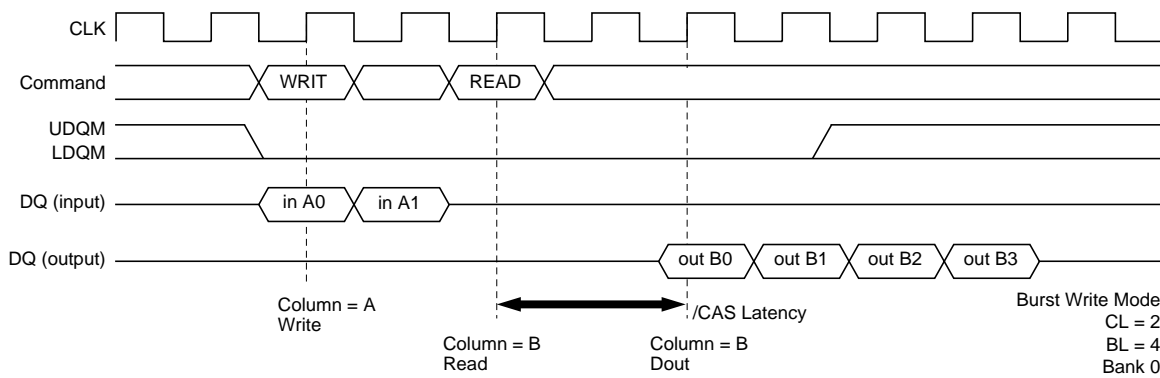 CLK
Command
WRIT
READ
UDQM
LDQM
DQ (input)
in A0
in A1
DQ (output)
out B0
out B1
out B2
out B3
Column = A
Write
/CAS Latency
Column = B
Read
Column = B
Dout
Burst Write Mode
CL = 2
BL = 4
Bank 0